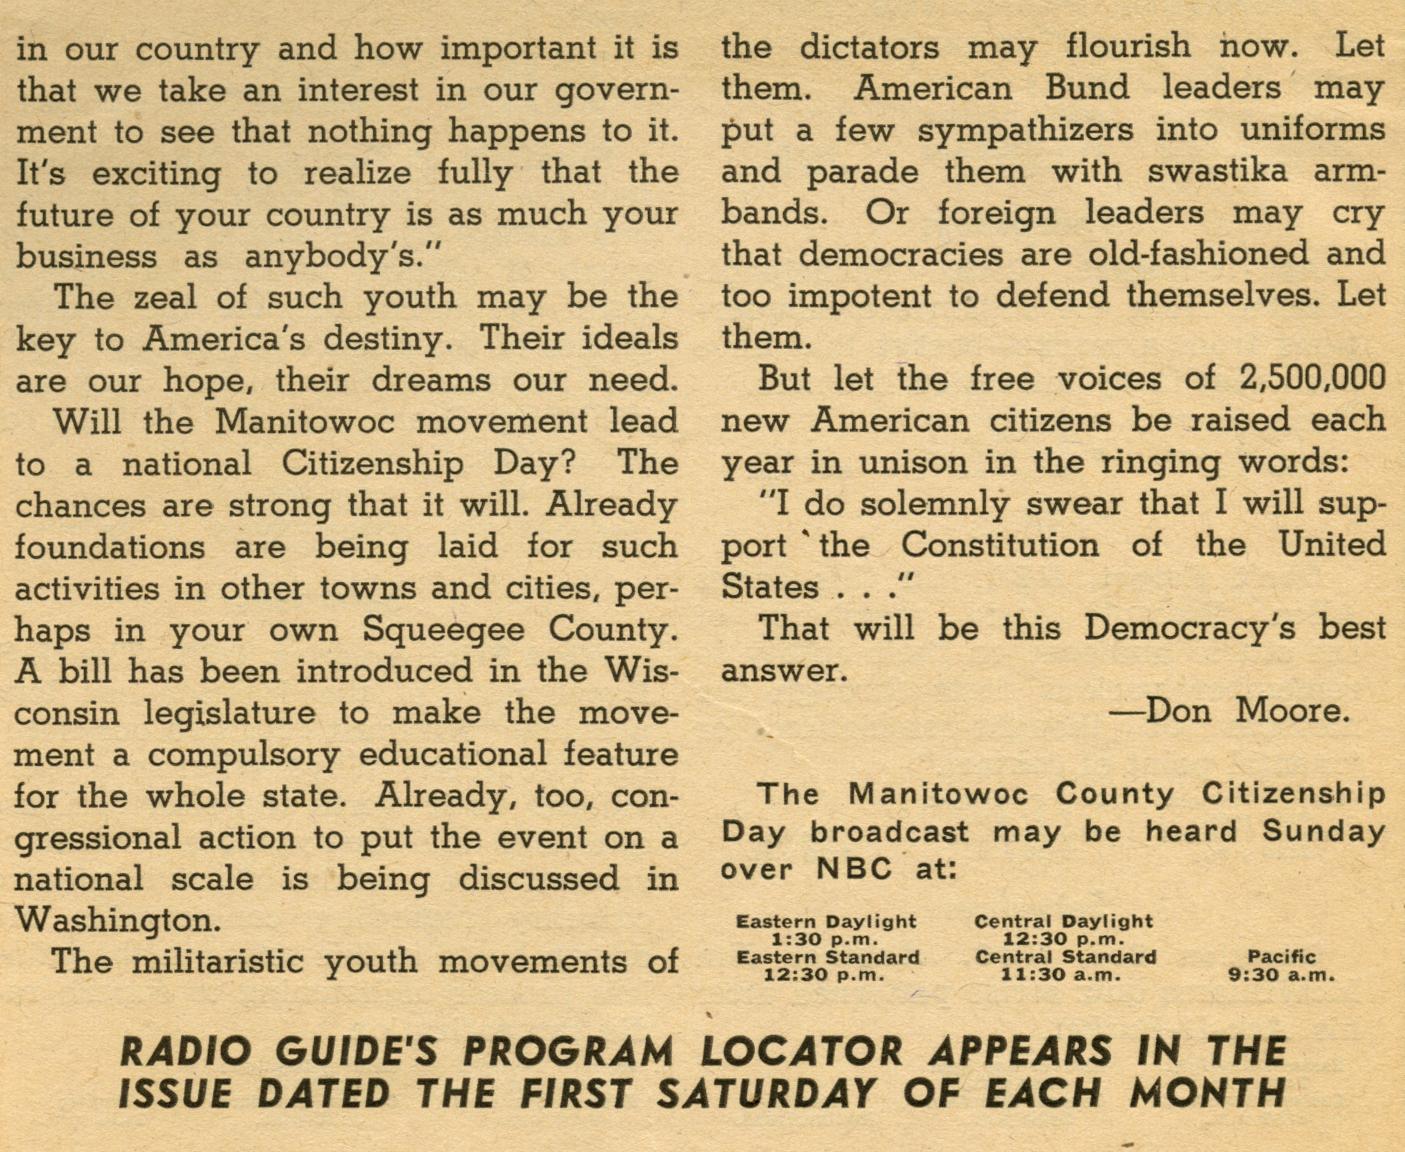 in our country and how important it is
that we take an interest in our govern-
ment to see that nothing happens to it.
It's exciting to realize fully that the
future of your country is as much your
business as anybody's."
The zeal of such youth may be the
key to America's destiny. Their ideals
are our hope, their dreams our need.
Will the Manitowoc movement lead
to a national Citizenship Day? The
chances are strong that it will. Already
foundations are being laid for such
activities in other towns and cities, per-
haps in your own Squeegee County.
A bill has been introduced in the Wis-
consin legislature to make the move-
ment a compulsory educational feature
for the whole state. Already, too, con-
gressional action to put the event on a
national scale is being discussed in
Washington.
The militaristic youth movements of
the dictators may flourish now. Let
them. American Bund leaders may
put a few sympathizers into uniforms
and parade them with swastika arm-
bands. Or foreign leaders may cry
that democracies are old-fashioned and
too impotent to defend themselves. Let
them.
But let the free voices of 2,500,000
new American citizens be raised each
year in unison in the ringing words:
"I do solemnly swear that I will sup-
port the Constitution of the United
States . . ."
That will be this Democracy's best
answer.
—Don Moore.
The Manitowoc County Citizenship
Day broadcast may be heard Sunday
over NBC at:
Eastern Daylight Central Daylight
1:30 p.m. 12:30 p.m.
Eastern Standard Central Standard Pacific
12:30 p.m. 11:30 a.m. 9:30 a.m.
RADIO GUIDE'S PROGRAM LOCATOR APPEARS IN THE
ISSUE DATED THE FIRST SATURDAY OF EACH MONTH